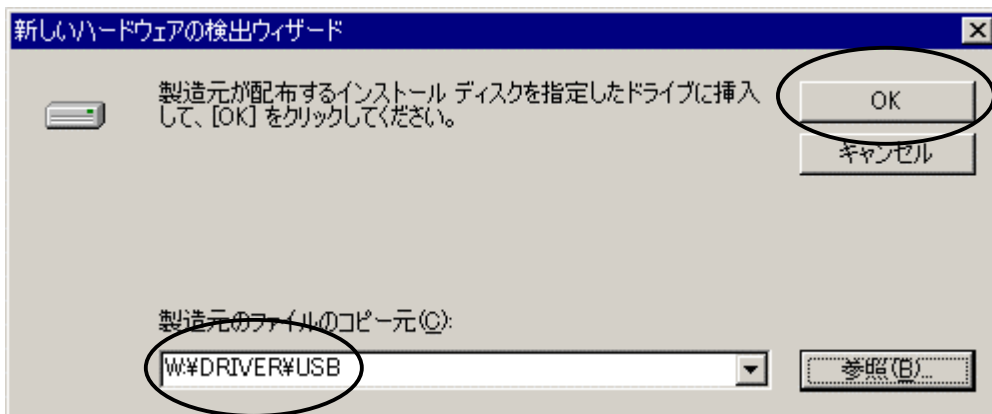 新しいハードウェアの検出ウィザード
製造元が配布するインストール ディスクを指定したドライブに挿入
して、[OK] をクリックしてください。
OK
キャンセル
製造元のファイルのコピー元(C):
W:¥DRIVER¥USB
参照(B)...